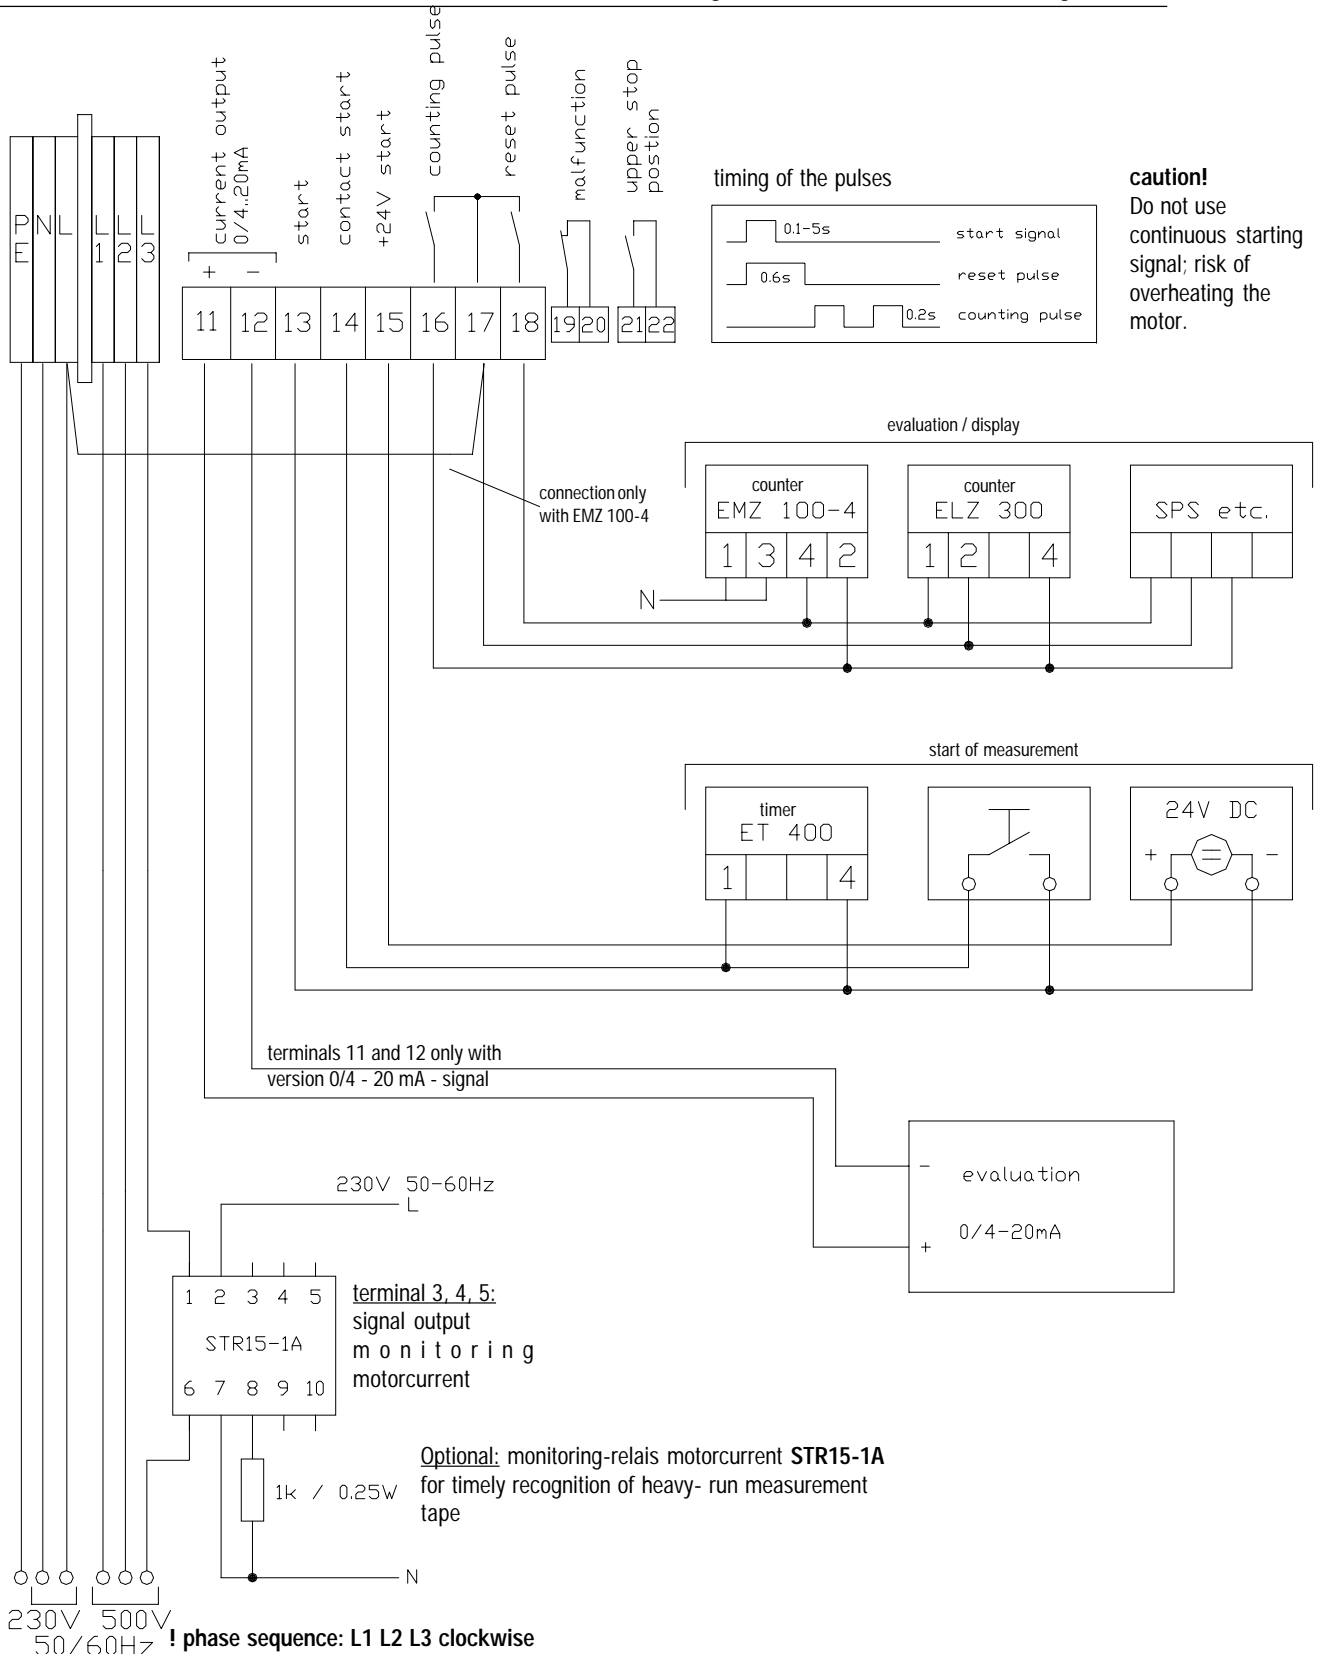 current output
0/4..20mA
start
contact start
+24V start
counting pulse
reset pulse
malfunction
upper stop
postion
PE
N
L
L1
L2
L3
+ −
11 12 13 14 15 16 17 18
19 20
21 22
timing of the pulses
0.1-5s start signal
0.6s reset pulse
0.2s counting pulse
caution!
Do not use
continuous starting
signal; risk of
overheating the
motor.
evaluation / display
connection only
with EMZ 100-4
counter
EMZ 100-4
1 3 4 2
counter
ELZ 300
1 2 4
SPS etc.
N
start of measurement
timer
ET 400
1 4
24V DC
+ −
terminals 11 and 12 only with
version 0/4 - 20 mA - signal
− evaluation
0/4-20mA
+
230V 50-60Hz
L
1 2 3 4 5
STR15-1A
6 7 8 9 10
terminal 3, 4, 5:
signal output
monitoring
motorcurrent
Optional: monitoring-relais motorcurrent STR15-1A
for timely recognition of heavy- run measurement
tape
1k / 0.25W
N
230V 500V
50/60Hz
! phase sequence: L1 L2 L3 clockwise